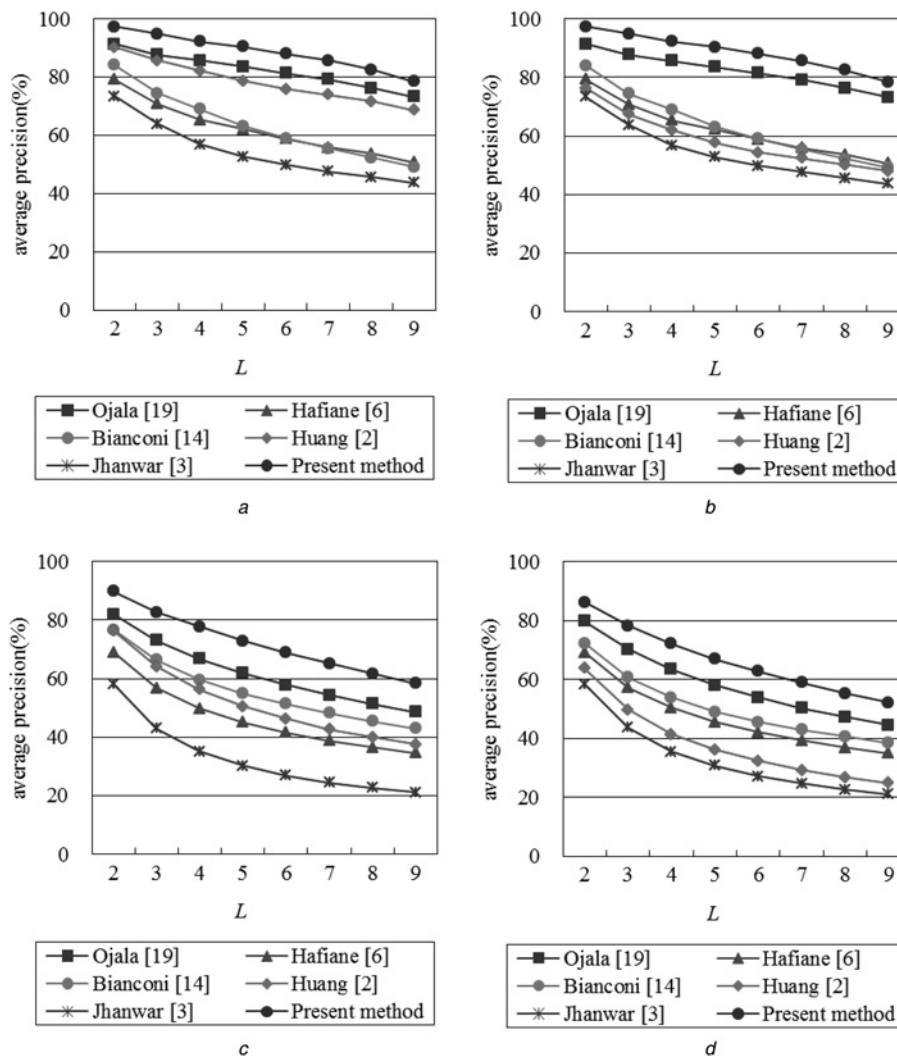 average precision(%)
100
80
60
40
20
0
2 3 4 5 6 7 8 9
L
Ojala [19] Hafiane [6]
Bianconi [14] Huang [2]
Jhanwar [3] Present method
a
average precision(%)
100
80
60
40
20
0
2 3 4 5 6 7 8 9
L
Ojala [19] Hafiane [6]
Bianconi [14] Huang [2]
Jhanwar [3] Present method
b
average precision(%)
100
80
60
40
20
0
2 3 4 5 6 7 8 9
L
Ojala [19] Hafiane [6]
Bianconi [14] Huang [2]
Jhanwar [3] Present method
c
average precision(%)
100
80
60
40
20
0
2 3 4 5 6 7 8 9
L
Ojala [19] Hafiane [6]
Bianconi [14] Huang [2]
Jhanwar [3] Present method
d